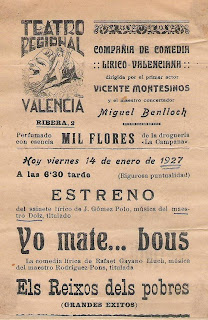 TEATRO
REGIONAL
VALENCIA
RIBERA, 2
COMPAÑIA DE COMEDIA
LIRICO-VALENCIANA
dirigida por el primer actor
VICENTE MONTESINOS
y el maestro concertador
Miguel Benlloch
Perfumado con esencia MIL FLORES de la droguería «La Campana»
Hoy viernes 14 de enero de 1927
A las 6'30 tarde (Rigurosa puntualidad)
ESTRENO
del sainete lírico de J. Gómez Polo, música del maes-
tro Dolz, titulado
Yo mate... bous
La comedia lírica de Rafael Gayano Lluch, música
del maestro Rodríguez Pons, titulada
Els Reixos dels pobres
(GRANDES EXITOS)